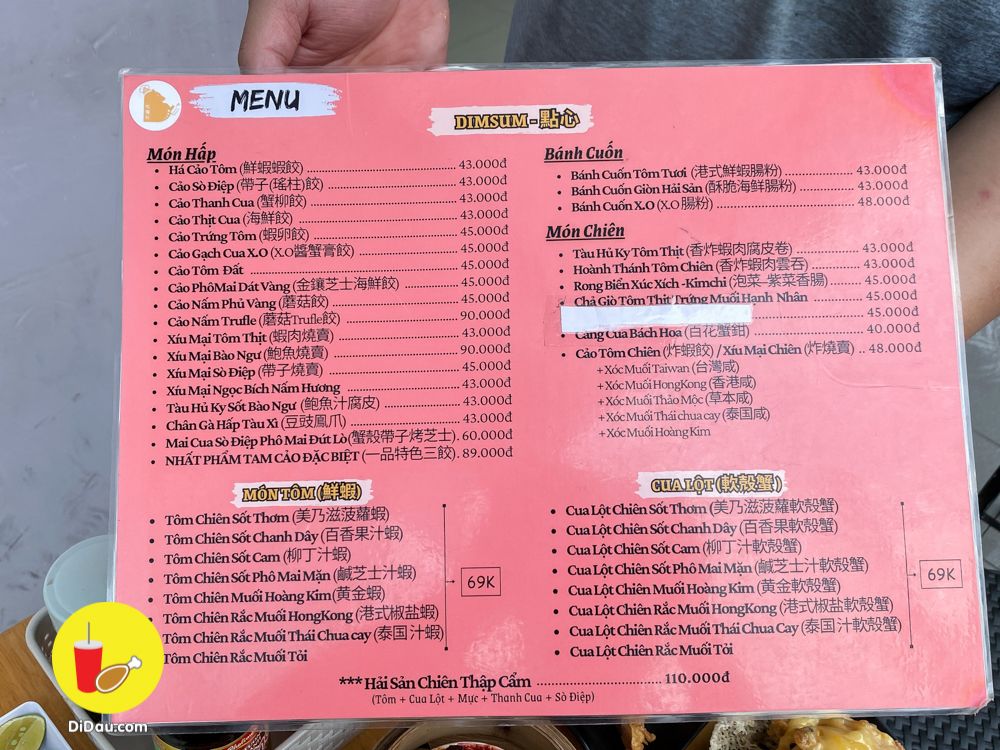 MENU
DIMSUM - 點心
Món Hấp
• Há Cảo Tôm (鮮蝦蝦餃) 43.000đ
• Cảo Sò Điệp (帶子(瑤柱)餃) 43.000đ
• Cảo Thanh Cua (蟹柳餃) 43.000đ
• Cảo Thịt Cua (海鮮餃) 43.000đ
• Cảo Trứng Tôm (蝦卵餃) 45.000đ
• Cảo Gạch Cua X.O (X.O醬蟹膏餃) 45.000đ
• Cảo Tôm Đất 45.000đ
• Cảo PhôMai Dát Vàng (金鑲芝士海鮮餃) 45.000đ
• Cảo Nấm Phủ Vàng (蘑菇餃) 45.000đ
• Cảo Nấm Trufle (蘑菇Trufle餃) 90.000đ
• Xíu Mại Tôm Thịt (蝦肉燒賣) 43.000đ
• Xíu Mại Bào Ngư (鮑魚燒賣) 90.000đ
• Xíu Mại Sò Điệp (帶子燒賣) 45.000đ
• Xíu Mại Ngọc Bích Nấm Hương 43.000đ
• Tàu Hủ Ky Sốt Bào Ngư (鮑魚汁腐皮) 43.000đ
• Chân Gà Hấp Tàu Xì (豆豉鳳爪) 43.000đ
• Mai Cua Sò Điệp Phô Mai Đút Lò (蟹殼帶子烤芝士). 60.000đ
• NHẤT PHẨM TAM CẢO ĐẶC BIỆT (一品特色三餃). 89.000đ
Bánh Cuốn
• Bánh Cuốn Tôm Tươi (港式鮮蝦腸粉) 43.000đ
• Bánh Cuốn Giòn Hải Sản (酥脆海鮮腸粉) 43.000đ
• Bánh Cuốn X.O (X.O 腸粉) 48.000đ
Món Chiên
• Tàu Hủ Ky Tôm Thịt (香炸蝦肉腐皮卷) 43.000đ
• Hoành Thánh Tôm Chiên (香炸蝦肉雲吞) 43.000đ
• Rong Biển Xúc Xích -Kimchi (泡菜-紫菜香腸) 45.000đ
• Chả Giò Tôm Thịt Trứng Muối Hạnh Nhân
45.000đ
Càng Cua Bách Hoa (百花蟹鉗) 40.000đ
• Cảo Tôm Chiên (炸蝦餃) / Xíu Mại Chiên (炸燒賣) .. 48.000đ
+Xóc Muối Taiwan (台灣咸)
+Xóc Muối HongKong (香港咸)
+Xóc Muối Thảo Mộc (草本咸)
+Xóc Muối Thái chua cay (泰国咸)
+Xóc Muối Hoàng Kim
MÓN TÔM (鮮蝦)
• Tôm Chiên Sốt Thơm (美乃滋菠蘿蝦)
• Tôm Chiên Sốt Chanh Dây (百香果汁蝦)
• Tôm Chiên Sốt Cam (柳丁汁蝦)
• Tôm Chiên Sốt Phô Mai Mặn (鹹芝士汁蝦)
• Tôm Chiên Muối Hoàng Kim (黄金蝦)
• Tôm Chiên Rắc Muối HongKong (港式椒盐蝦)
Tôm Chiên Rắc Muối Thái Chua cay (泰国汁蝦)
Tôm Chiên Rắc Muối Tỏi
69K
CUA LỘT (軟殼蟹)
• Cua Lột Chiên Sốt Thơm (美乃滋菠蘿軟殼蟹)
• Cua Lột Chiên Sốt Chanh Dây (百香果軟殼蟹)
• Cua Lột Chiên Sốt Cam (柳丁汁軟殼蟹)
• Cua Lột Chiên Sốt Phô Mai Mặn (鹹芝士汁軟殼蟹)
• Cua Lột Chiên Muối Hoàng Kim (黄金軟殼蟹)
• Cua Lột Chiên Rắc Muối HongKong (港式椒盐軟殼蟹)
• Cua Lột Chiên Rắc Muối Thái Chua Cay (泰国汁軟殼蟹)
• Cua Lột Chiên Rắc Muối Tỏi
69K
***Hải Sản Chiên Thập Cẩm 110.000đ
(Tôm + Cua Lột + Mực + Thanh Cua + Sò Điệp)
DiDau.com